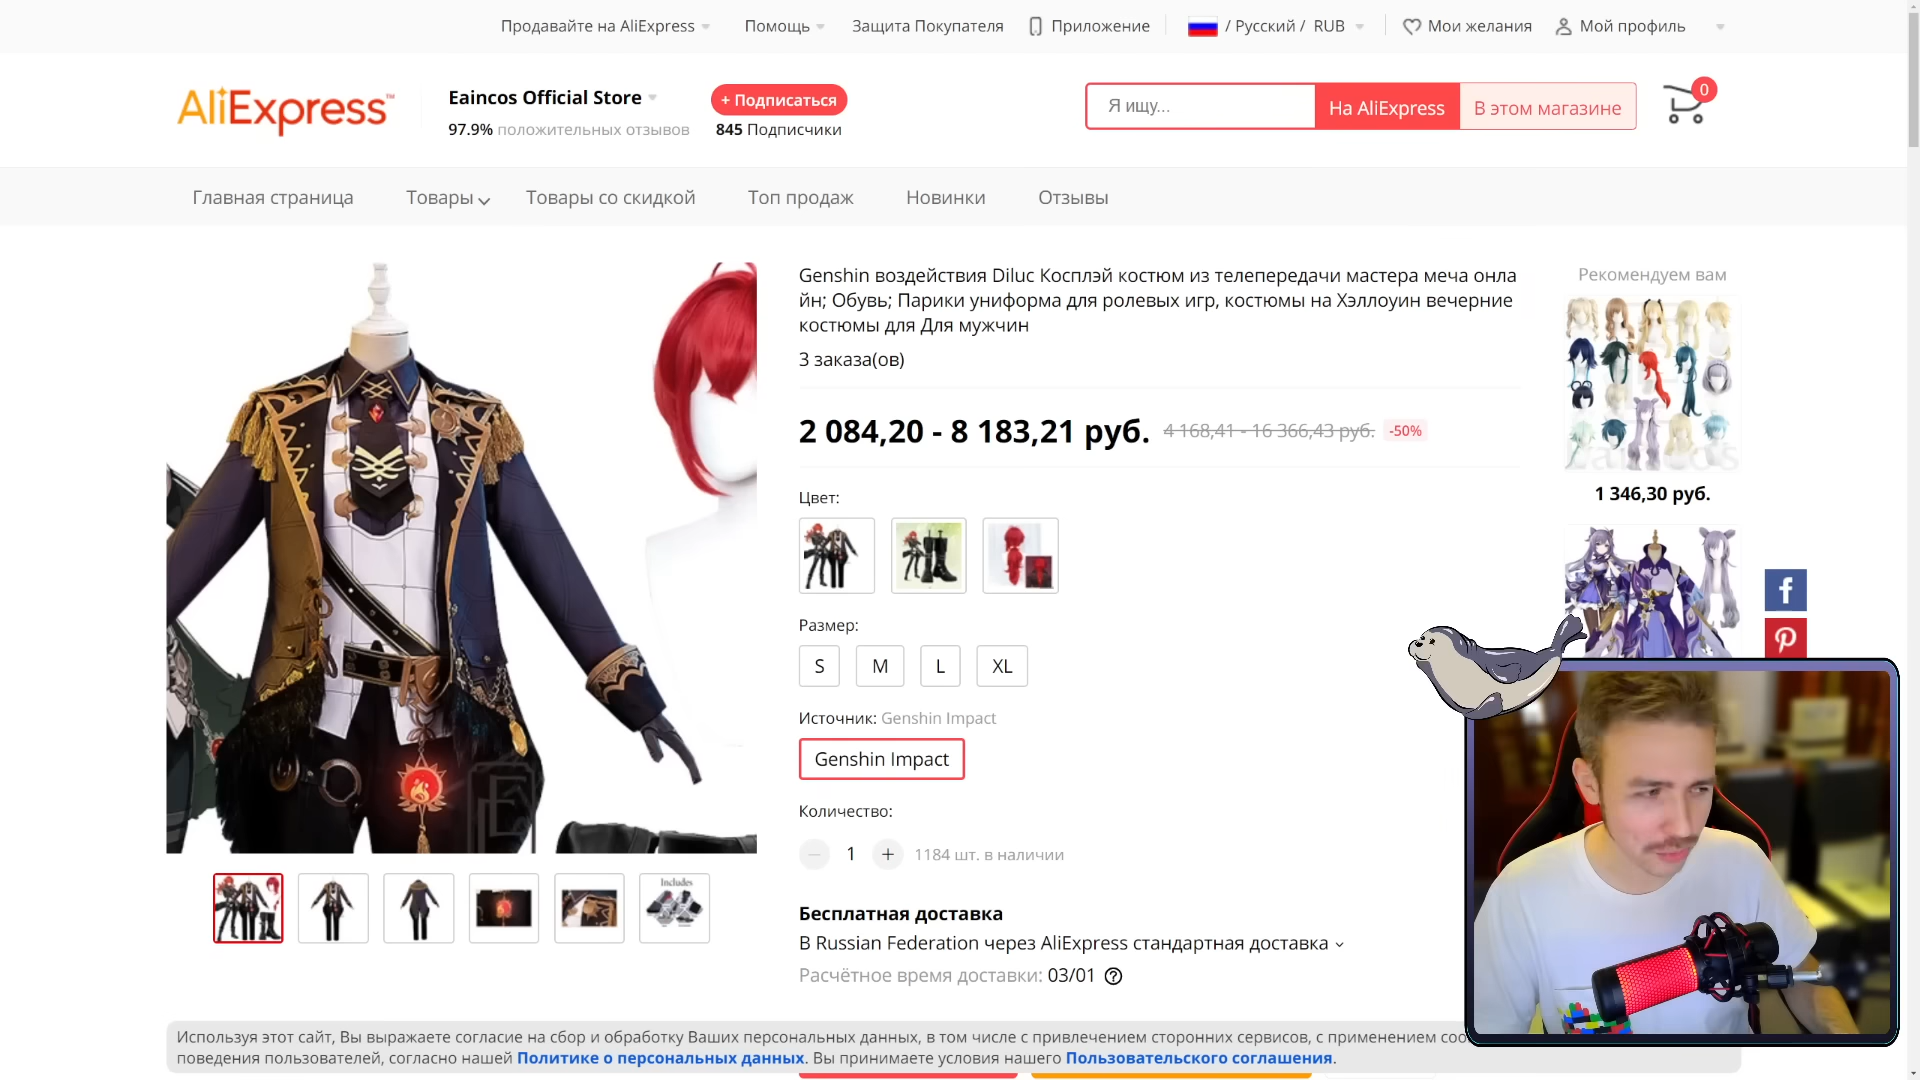 Продавайте на AliExpress
Помощь
Защита Покупателя
Приложение
/ Русский / RUB
Мои желания
Мой профиль
AliExpress™
Eaincos Official Store
97.9% положительных отзывов
+ Подписаться
845 Подписчики
Я ищу...
На AliExpress
В этом магазине
0
Главная страница
Товары
Товары со скидкой
Топ продаж
Новинки
Отзывы
Genshin воздействия Diluc Косплэй костюм из телепередачи мастера меча онла
йн; Обувь; Парики униформа для ролевых игр, костюмы на Хэллоуин вечерние
костюмы для Для мужчин
3 заказа(ов)
2 084,20 - 8 183,21 руб.
4 168,41 - 16 366,43 руб.
-50%
Цвет:
Размер:
S
M
L
XL
Источник: Genshin Impact
Genshin Impact
Количество:
1
+
1184 шт. в наличии
Бесплатная доставка
В Russian Federation через AliExpress стандартная доставка
Расчётное время доставки: 03/01
Рекомендуем вам
1 346,30 руб.
Includes
Используя этот сайт, Вы выражаете согласие на сбор и обработку Ваших персональных данных, в том числе с привлечением сторонних сервисов, с применением соо
поведения пользователей, согласно нашей Политике о персональных данных. Вы принимаете условия нашего Пользовательского соглашения.